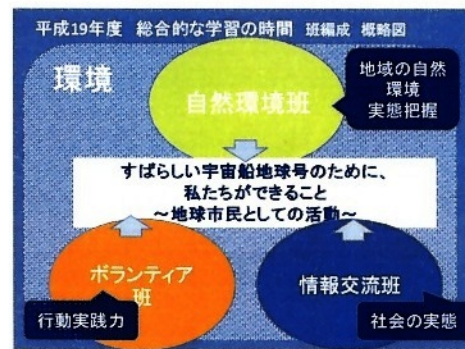 平成19年度 総合的な学習の時間 班編成 概略図
環境
自然環境班
地域の自然
環境
実態把握
すばらしい宇宙船地球号のために、
私たちができること
～地球市民としての活動～
ボランティア
班
情報交流班
行動実践力
社会の実態